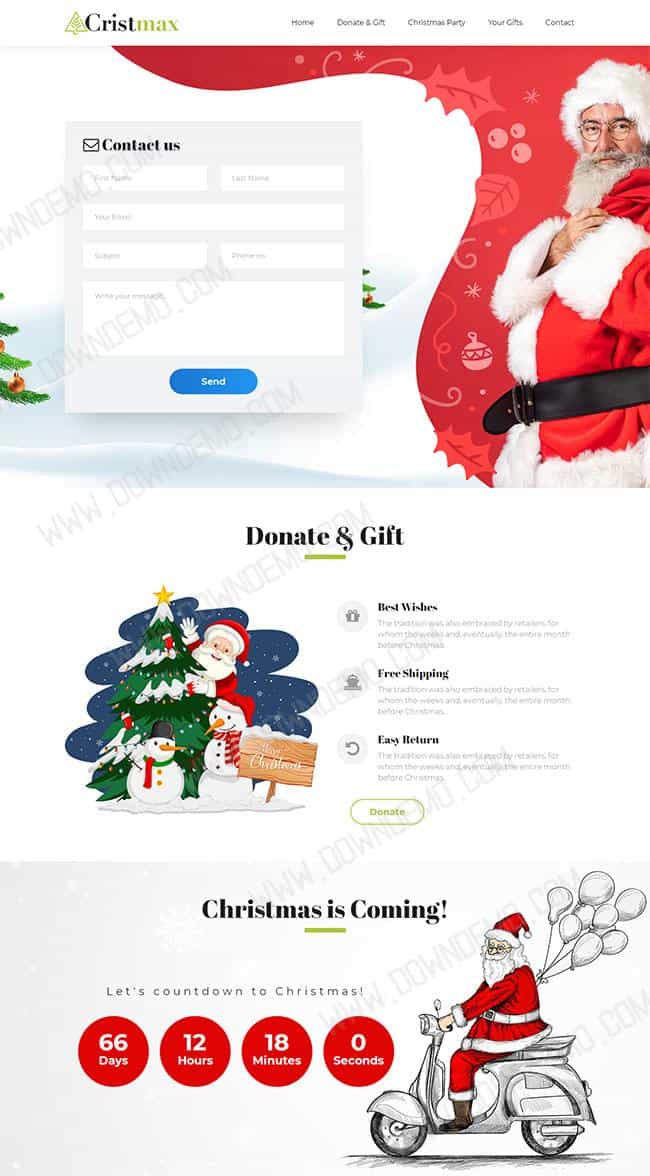 Cristmax
Home
Donate & Gift
Christmas Party
Your Gifts
Contact
Contact us
First Name
Last Name
Your Email
Subject
Phone no.
Write your message..
Send
Donate & Gift
Best Wishes
The tradition was also embraced by retailers, for
whom the weeks and, eventually, the entire month
before Christmas.
Free Shipping
The tradition was also embraced by retailers, for
whom the weeks and, eventually, the entire month
before Christmas.
Easy Return
The tradition was also embraced by retailers, for
whom the weeks and, eventually, the entire month
before Christmas.
Merry
Christmas
Donate
Christmas is Coming!
Let's countdown to Christmas!
66
Days
12
Hours
18
Minutes
0
Seconds
WWW.DOWNDEMO.COM